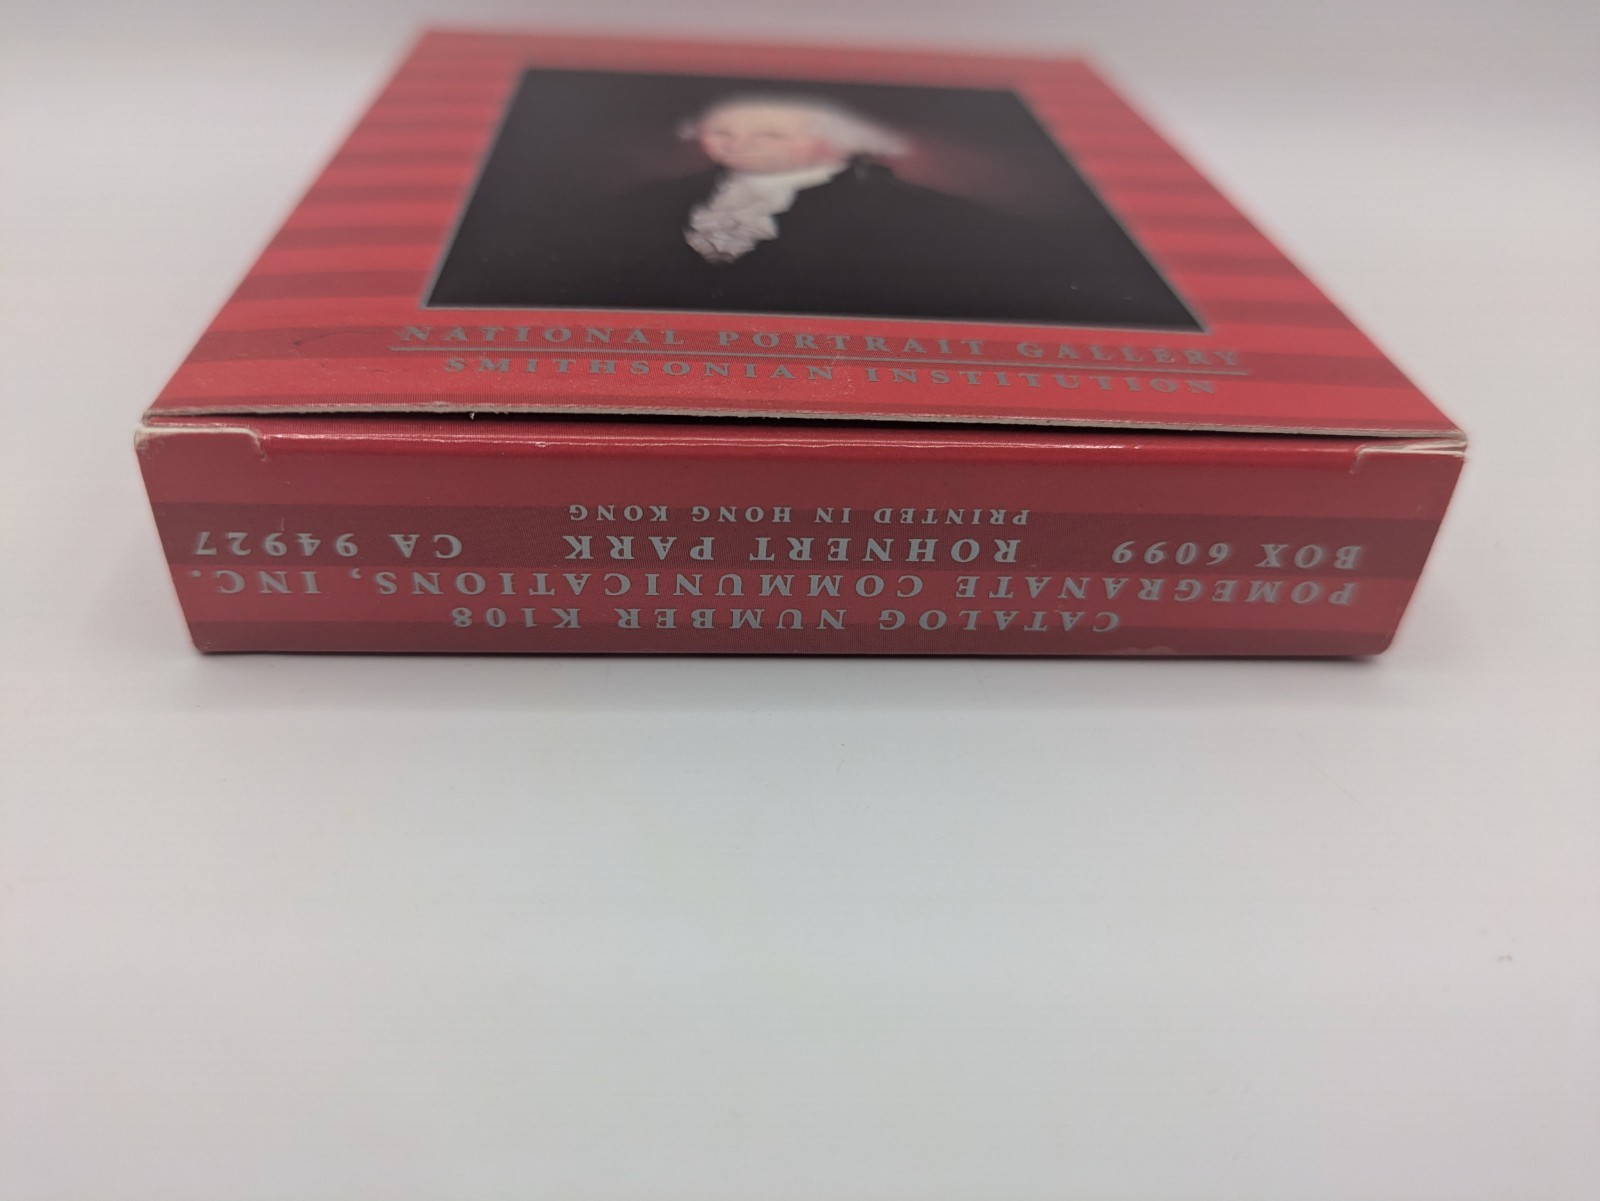 NATIONAL PORTRAIT GALLERY
SMITHSONIAN INSTITUTION
CATALOG NUMBER K108
POMEGRANATE COMMUNICATIONS, INC.
BOX 6099 ROHNERT PARK CA 94927
PRINTED IN HONG KONG